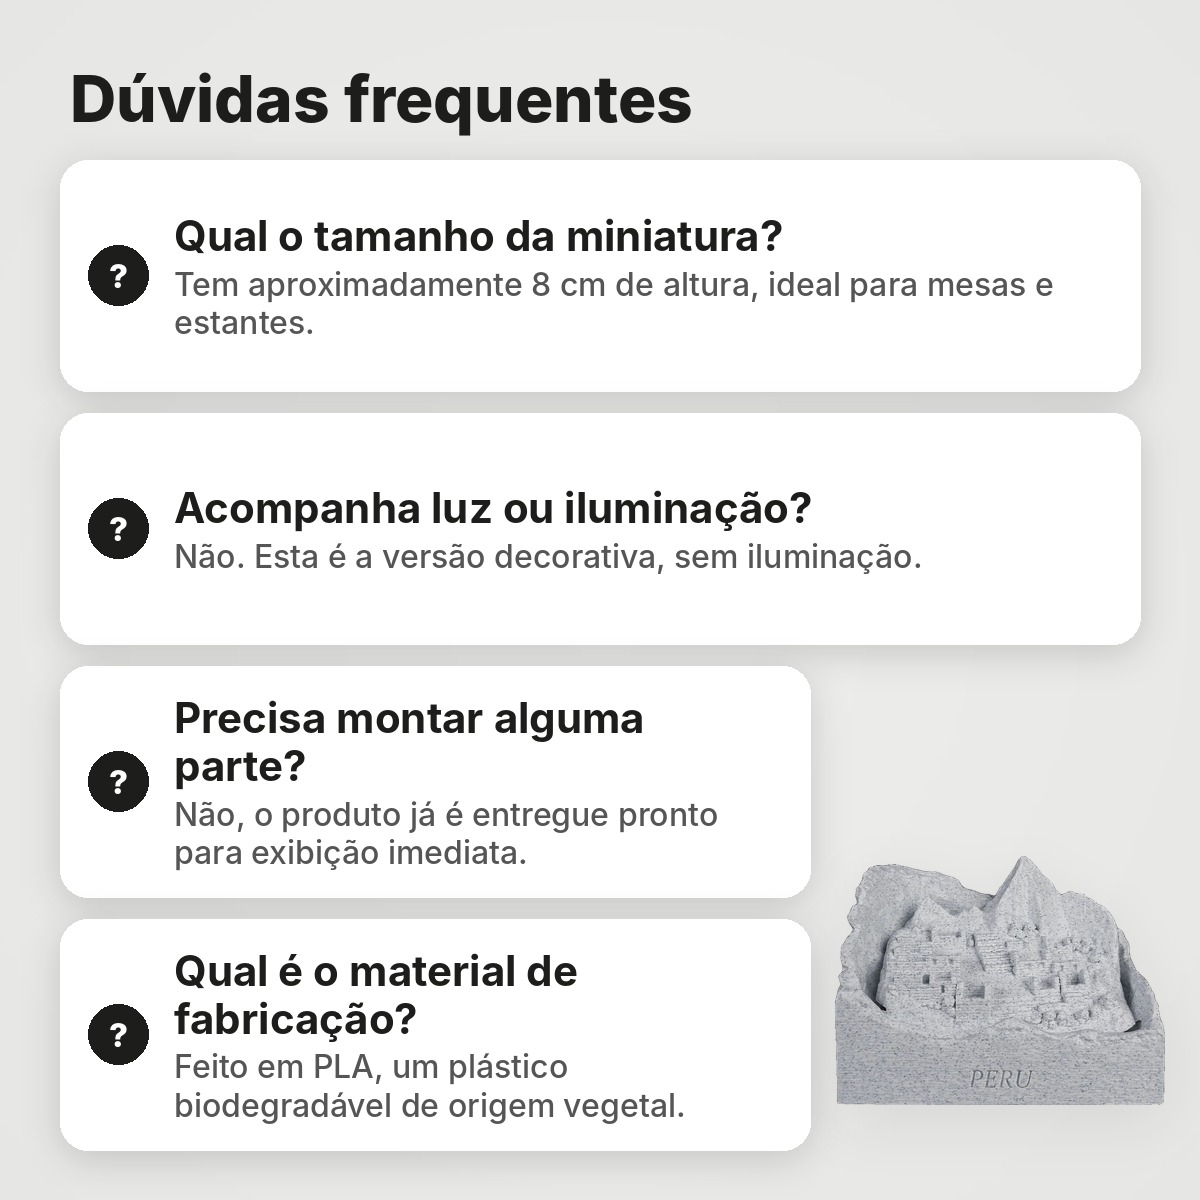 Dúvidas frequentes
?
Qual o tamanho da miniatura?
Tem aproximadamente 8 cm de altura, ideal para mesas e
estantes.
?
Acompanha luz ou iluminação?
Não. Esta é a versão decorativa, sem iluminação.
?
Precisa montar alguma
parte?
Não, o produto já é entregue pronto
para exibição imediata.
?
Qual é o material de
fabricação?
Feito em PLA, um plástico
biodegradável de origem vegetal.
PERU